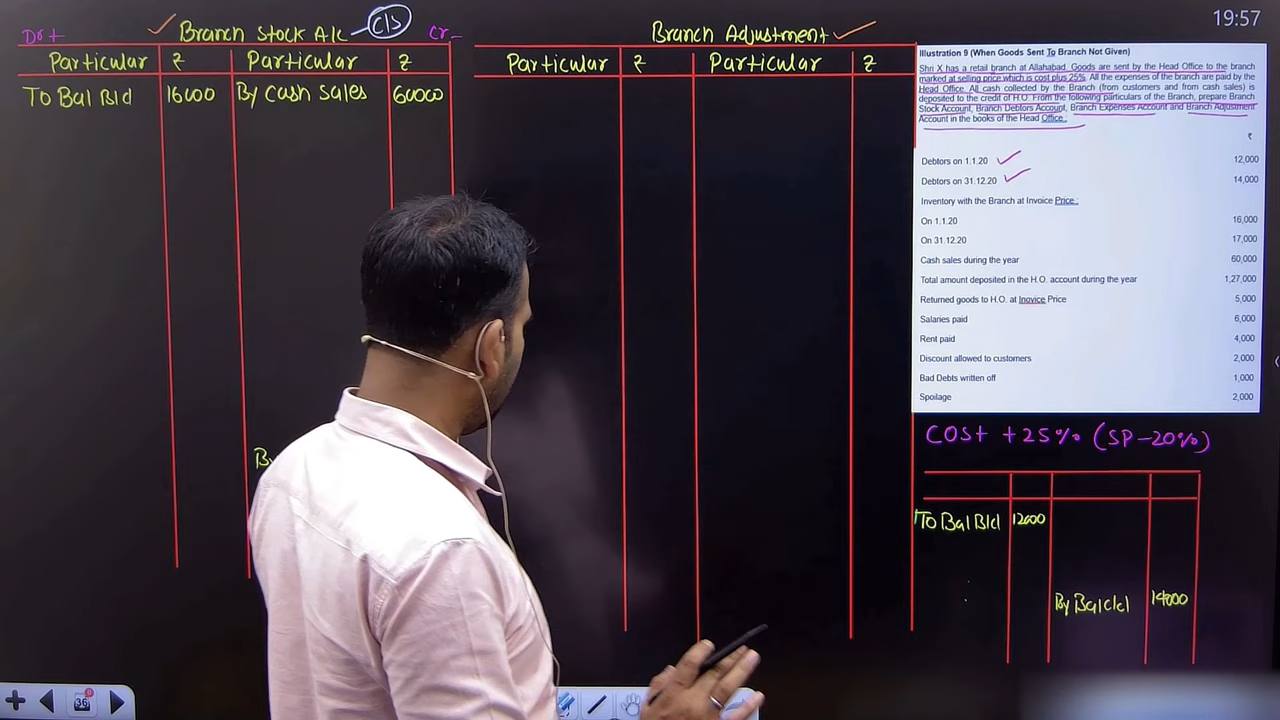 19:57
Dr+
Branch Stock A/c
C/S
Cr-
Particular ₹ Particular ₹
To Bal B/d 16000 By Cash Sales 60000
By
Branch Adjustment
Particular ₹ Particular ₹
Illustration 9 (When Goods Sent To Branch Not Given)
Shri X has a retail branch at Allahabad. Goods are sent by the Head Office to the branch
marked at selling price which is cost plus 25%. All the expenses of the branch are paid by the
Head Office. All cash collected by the Branch (from customers and from cash sales) is
deposited to the credit of H.O. From the following particulars of the Branch, prepare Branch
Stock Account, Branch Debtors Account, Branch Expenses Account and Branch Adjustment
Account in the books of the Head Office :
₹
Debtors on 1.1.20 12,000
Debtors on 31.12.20 14,000
Inventory with the Branch at Invoice Price :
On 1.1.20 16,000
On 31.12.20 17,000
Cash sales during the year 60,000
Total amount deposited in the H.O. account during the year 1,27,000
Returned goods to H.O. at Inovice Price 5,000
Salaries paid 6,000
Rent paid 4,000
Discount allowed to customers 2,000
Bad Debts written off 1,000
Spoilage 2,000
Cost +25% (SP-20%)
To Bal B/d 12000
By Bal c/d 14000
36